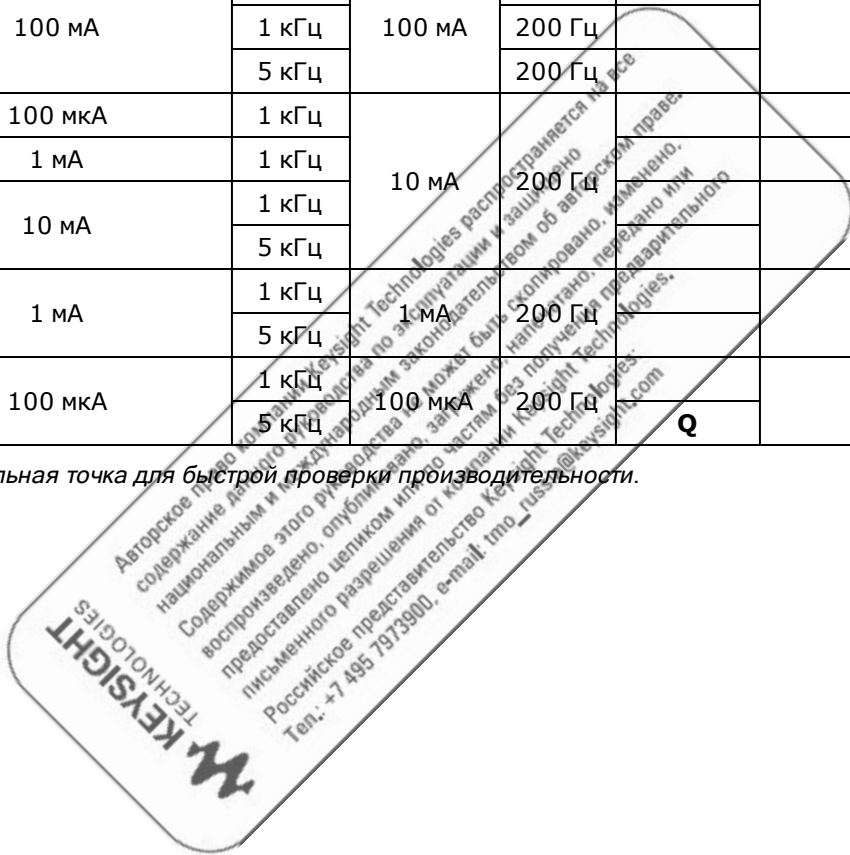 100 мА 1 кГц 100 мА 200 Гц
5 кГц 200 Гц
100 мкА 1 кГц 10 мА 200 Гц
1 мА 1 кГц
10 мА 1 кГц
5 кГц
1 мА 1 кГц 1 мА 200 Гц
5 кГц
100 мкА 1 кГц 100 мкА 200 Гц
5 кГц Q
льная точка для быстрой проверки производительности.
KEYSIGHT
TECHNOLOGIES
Авторское право компании Keysight Technologies распространяется на все
содержание данного руководства по эксплуатации и защищено
национальным и международным законодательством об авторском праве.
Содержимое этого руководства не может быть скопировано, изменено,
воспроизведено, опубликовано, загружено, напечатано, передано или
предоставлено целиком или по частям без получения предварительного
письменного разрешения от компании Keysight Technologies.
Российское представительство Keysight Technologies:
Тел.: +7 495 7973900, e-mail: tmo_russia@keysight.com